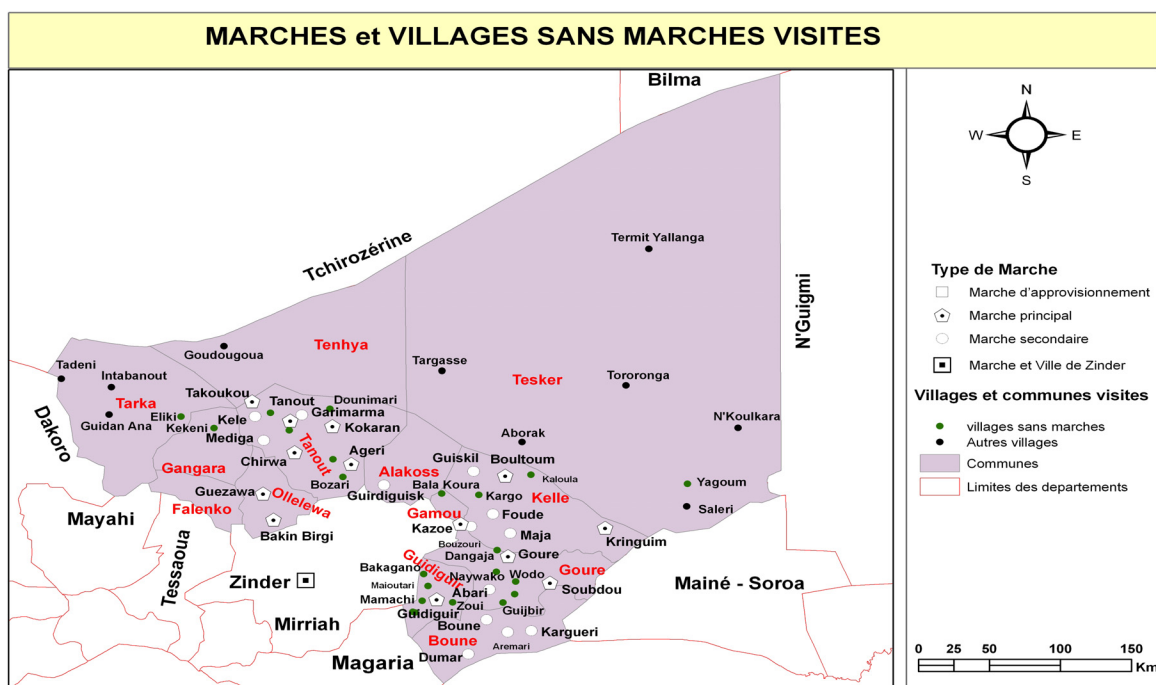 MARCHES et VILLAGES SANS MARCHES VISITES
Bilma
Tchirozérine
N'Guigmi
Termit Yallanga
Tenhya
Goudougoua
Tadeni
Intabanout
Tarka
Guidan Ana
Dakoro
Targasse
Tesker
Tororonga
N'Koulkara
Takoukou
Tanout
Dounimari
Garimarma
Eliki
Kele
Kekeni
Kokaran
Mediga
Aborak
Chirwa
Tanout
Ageri
Gangara
Guiskil
Boultoum
Alakoss
Kaloula
Bozari
Bala Koura
Guirdiguisk
Kargo
Kelle
Yagoum
Guezawa
Ollelewa
Falenko
Gamou
Foude
Saleri
Mayahi
Bakin Birgi
Kazoe
Maja
Kringuim
Bouzouri
Dangaja
Goure
Tessaoua
Guidiguir
Goure
Bakagano
Naywako
Wodo
Zinder
Maioutari
Abari
Soubdou
Mainé - Soroa
Mamachi
Zoui
Guijbir
Guidiguir
Mirriah
Boune
Kargueri
Boune
Aremari
Magaria
Dumar
N
W
E
S
Type de Marche
Marche d'approvisionnement
Marche principal
Marche secondaire
Marche et Ville de Zinder
Villages et communes visites
villages sans marches
Autres villages
Communes
Limites des departements
0 25 50 100 150
Km